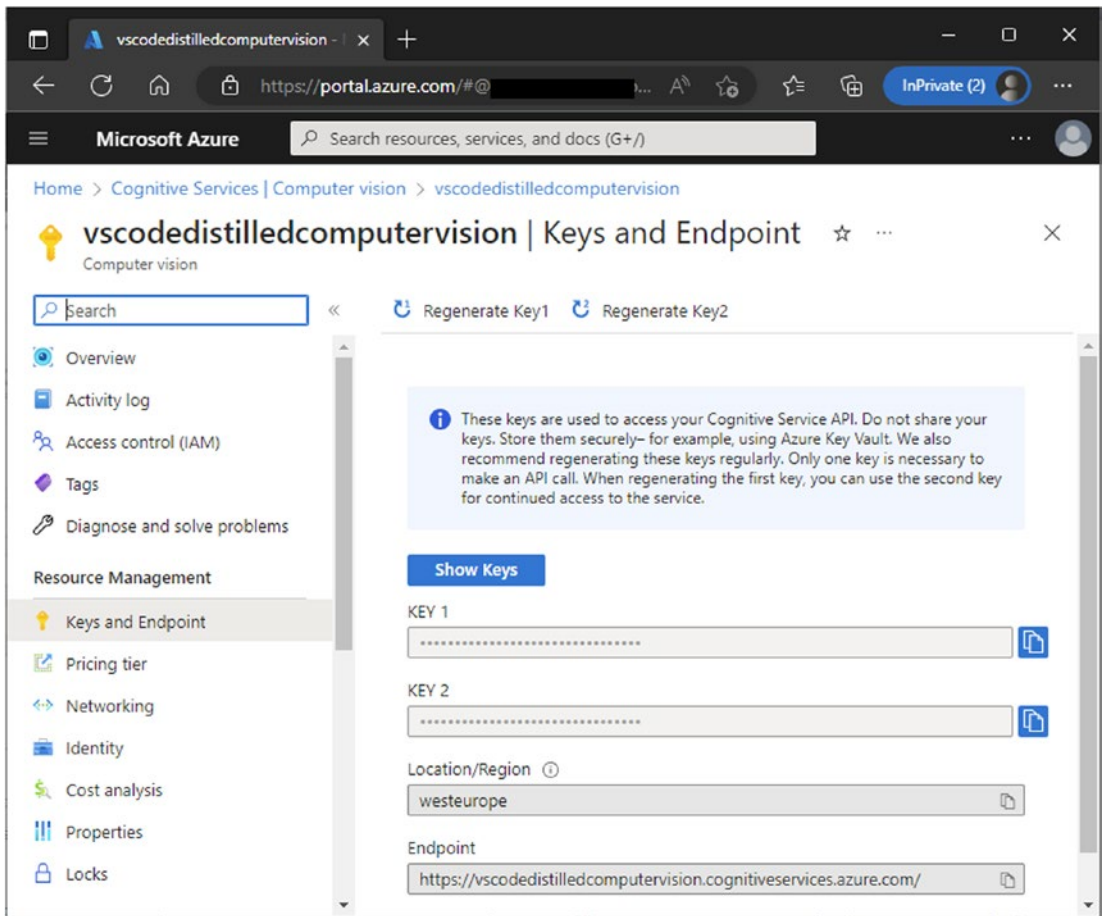 vscodedistilledcomputervision -
https://portal.azure.com/#@ ...
InPrivate (2)
Microsoft Azure
Search resources, services, and docs (G+/)
Home > Cognitive Services | Computer vision > vscodedistilledcomputervision
vscodedistilledcomputervision | Keys and Endpoint
Computer vision
Search
Regenerate Key1
Regenerate Key2
Overview
Activity log
Access control (IAM)
Tags
Diagnose and solve problems
Resource Management
Keys and Endpoint
Pricing tier
Networking
Identity
Cost analysis
Properties
Locks
These keys are used to access your Cognitive Service API. Do not share your
keys. Store them securely– for example, using Azure Key Vault. We also
recommend regenerating these keys regularly. Only one key is necessary to
make an API call. When regenerating the first key, you can use the second key
for continued access to the service.
Show Keys
KEY 1
KEY 2
Location/Region
westeurope
Endpoint
https://vscodedistilledcomputervision.cognitiveservices.azure.com/